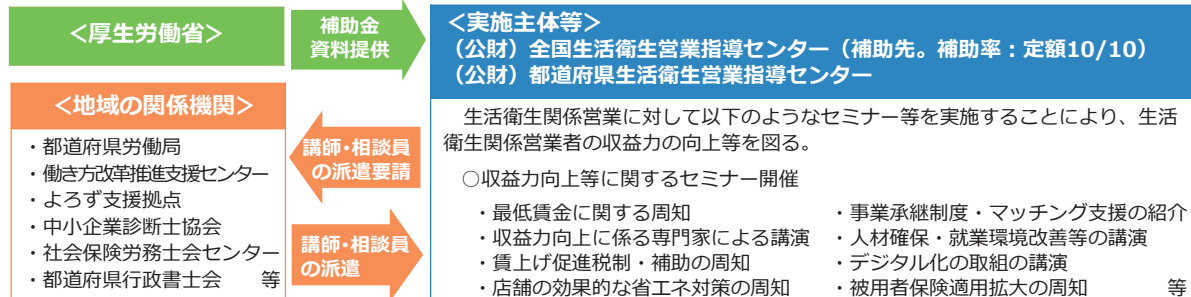 ＜厚生労働省＞
補助金
資料提供
＜実施主体等＞
（公財）全国生活衛生営業指導センター（補助先。補助率：定額10/10）
（公財）都道府県生活衛生営業指導センター
＜地域の関係機関＞
・都道府県労働局
・働き方改革推進支援センター
・よろず支援拠点
・中小企業診断士協会
・社会保険労務士会センター
・都道府県行政書士会　等
講師・相談員
の派遣要請
講師・相談員
の派遣
生活衛生関係営業に対して以下のようなセミナー等を実施することにより、生活
衛生関係営業者の収益力の向上等を図る。
○収益力向上等に関するセミナー開催
・最低賃金に関する周知
・収益力向上に係る専門家による講演
・賃上げ促進税制・補助の周知
・店舗の効果的な省エネ対策の周知
・事業承継制度・マッチング支援の紹介
・人材確保・就業環境改善等の講演
・デジタル化の取組の講演
・被用者保険適用拡大の周知　等